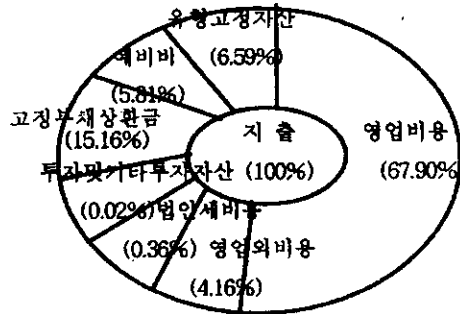 유형고정자산
(6.59%)
예비비
(5.81%)
고정부채상환금
(15.16%)
지 출
(100%)
영업비용
(67.90%
투자및기타투자자산
(0.02%)
법인세비용
(0.36%)
영업외비용
(4.16%)